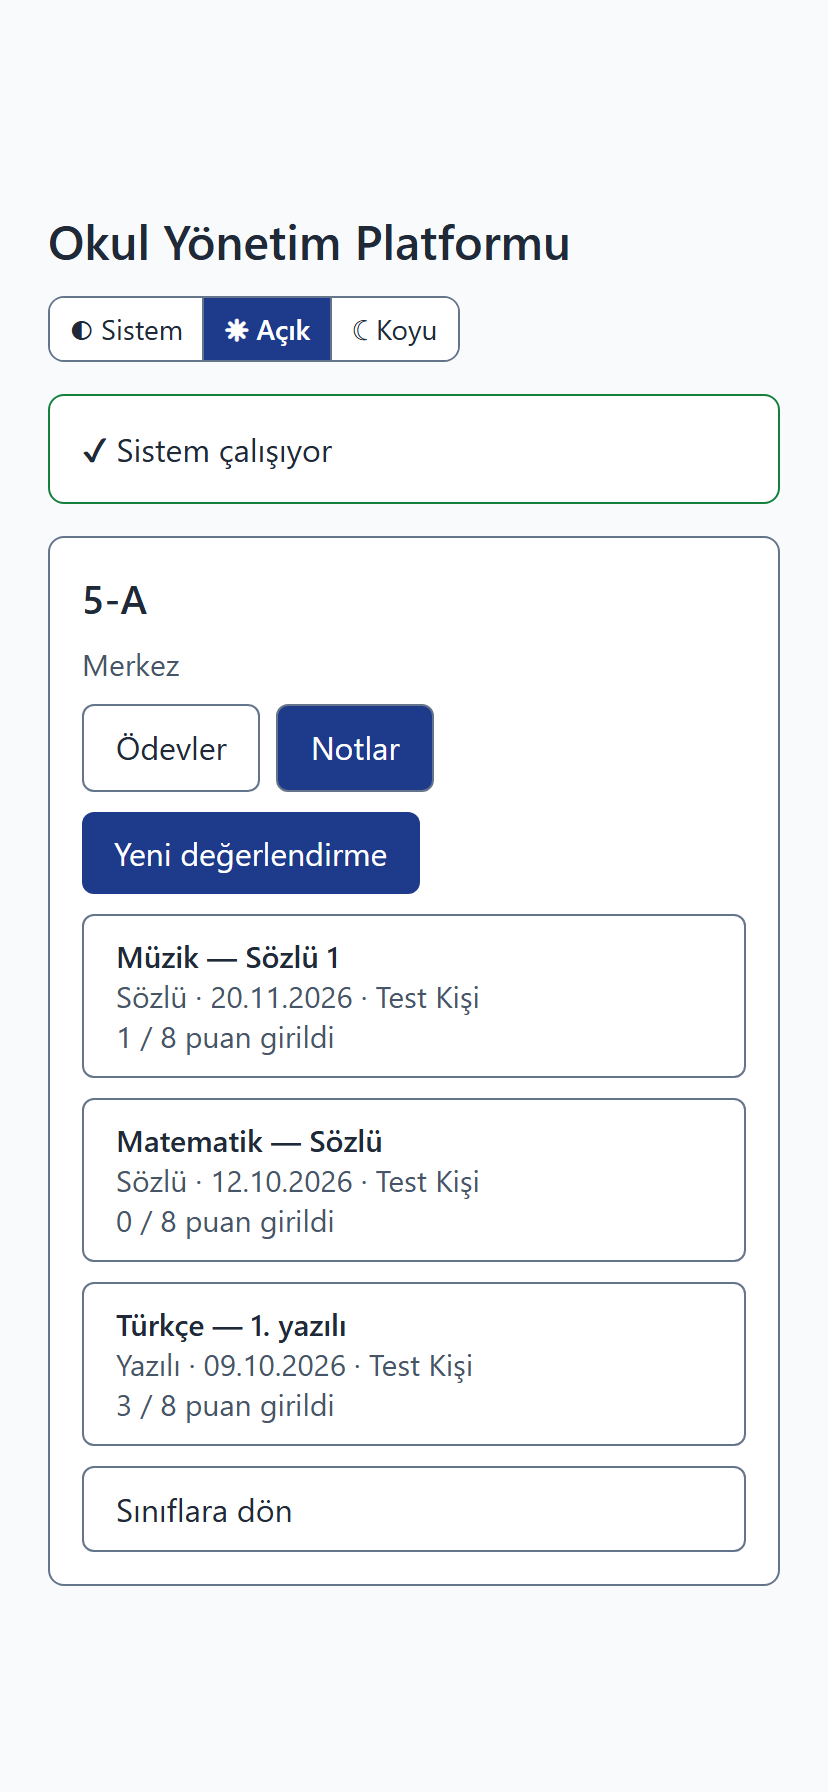 Okul Yönetim Platformu
◐ Sistem ✱ Açık ☾ Koyu
✓ Sistem çalışıyor
5-A
Merkez
Ödevler Notlar
Yeni değerlendirme
Müzik — Sözlü 1
Sözlü · 20.11.2026 · Test Kişi
1 / 8 puan girildi
Matematik — Sözlü
Sözlü · 12.10.2026 · Test Kişi
0 / 8 puan girildi
Türkçe — 1. yazılı
Yazılı · 09.10.2026 · Test Kişi
3 / 8 puan girildi
Sınıflara dön